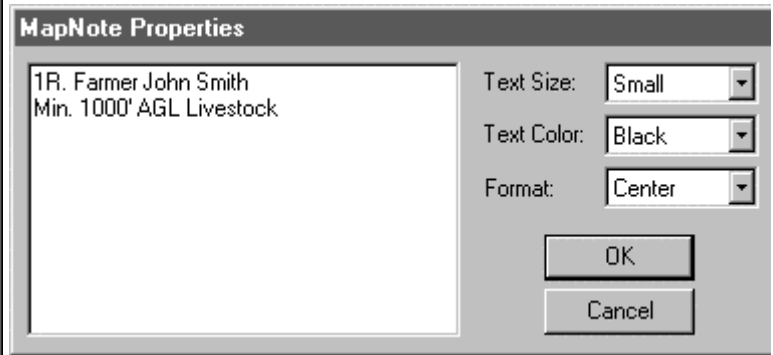 MapNote Properties
1R. Farmer John Smith
Min. 1000' AGL Livestock
Text Size: Small
Text Color: Black
Format: Center
OK
Cancel